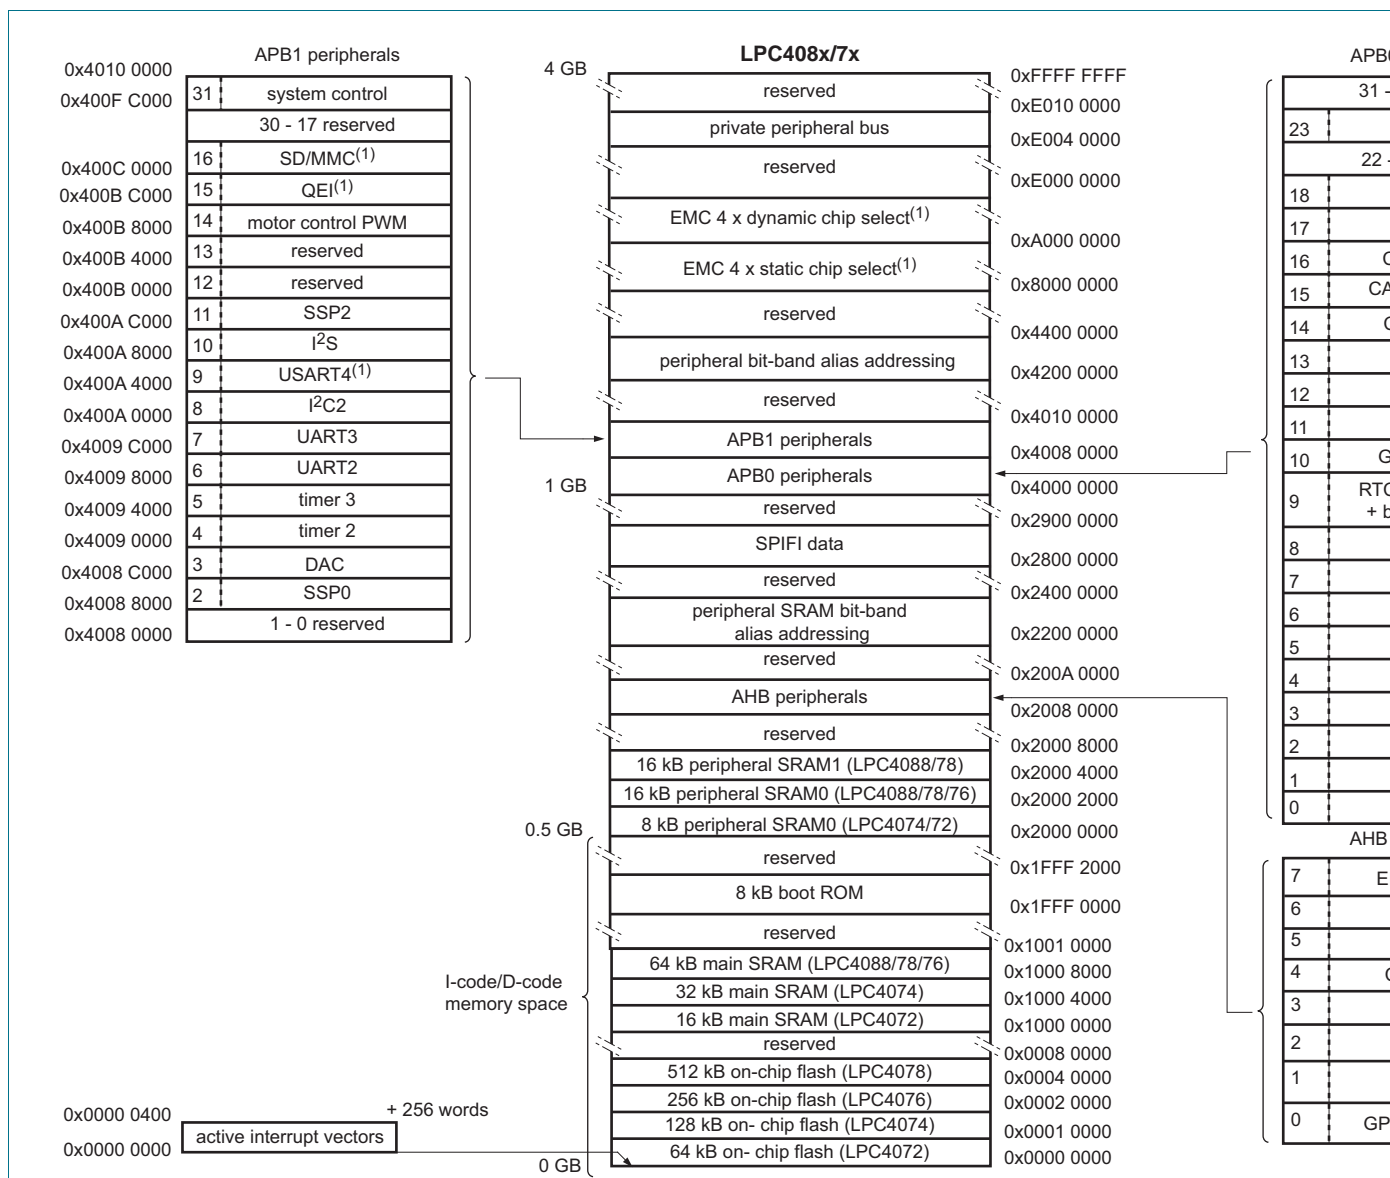 APB1 peripherals
0x4010 0000
0x400F C000
31 system control
30 - 17 reserved
0x400C 0000
16 SD/MMC(1)
0x400B C000
15 QEI(1)
0x400B 8000
14 motor control PWM
0x400B 4000
13 reserved
0x400B 0000
12 reserved
0x400A C000
11 SSP2
0x400A 8000
10 I2S
0x400A 4000
9 USART4(1)
0x400A 0000
8 I2C2
0x4009 C000
7 UART3
0x4009 8000
6 UART2
0x4009 4000
5 timer 3
0x4009 0000
4 timer 2
0x4008 C000
3 DAC
0x4008 8000
2 SSP0
0x4008 0000
1 - 0 reserved
LPC408x/7x
4 GB
0xFFFF FFFF
reserved
0xE010 0000
private peripheral bus
0xE004 0000
reserved
0xE000 0000
EMC 4 x dynamic chip select(1)
0xA000 0000
EMC 4 x static chip select(1)
0x8000 0000
reserved
0x4400 0000
peripheral bit-band alias addressing
0x4200 0000
reserved
0x4010 0000
APB1 peripherals
0x4008 0000
APB0 peripherals
1 GB
0x4000 0000
reserved
0x2900 0000
SPIFI data
0x2800 0000
reserved
0x2400 0000
peripheral SRAM bit-band
alias addressing
0x2200 0000
reserved
0x200A 0000
AHB peripherals
0x2008 0000
reserved
0x2000 8000
16 kB peripheral SRAM1 (LPC4088/78)
0x2000 4000
16 kB peripheral SRAM0 (LPC4088/78/76)
0x2000 2000
8 kB peripheral SRAM0 (LPC4074/72)
0.5 GB
0x2000 0000
reserved
0x1FFF 2000
8 kB boot ROM
0x1FFF 0000
reserved
0x1001 0000
64 kB main SRAM (LPC4088/78/76)
0x1000 8000
32 kB main SRAM (LPC4074)
0x1000 4000
16 kB main SRAM (LPC4072)
0x1000 0000
reserved
0x0008 0000
512 kB on-chip flash (LPC4078)
0x0004 0000
256 kB on-chip flash (LPC4076)
0x0002 0000
128 kB on- chip flash (LPC4074)
0x0001 0000
64 kB on- chip flash (LPC4072)
0x0000 0000
0 GB
I-code/D-code
memory space
0x0000 0400
+ 256 words
active interrupt vectors
0x0000 0000
31 -
23
22 -
18
17
16
15
14
13
12
11
10
9
+
8
7
6
5
4
3
2
1
0
AHB
7
6
5
4
3
2
1
0